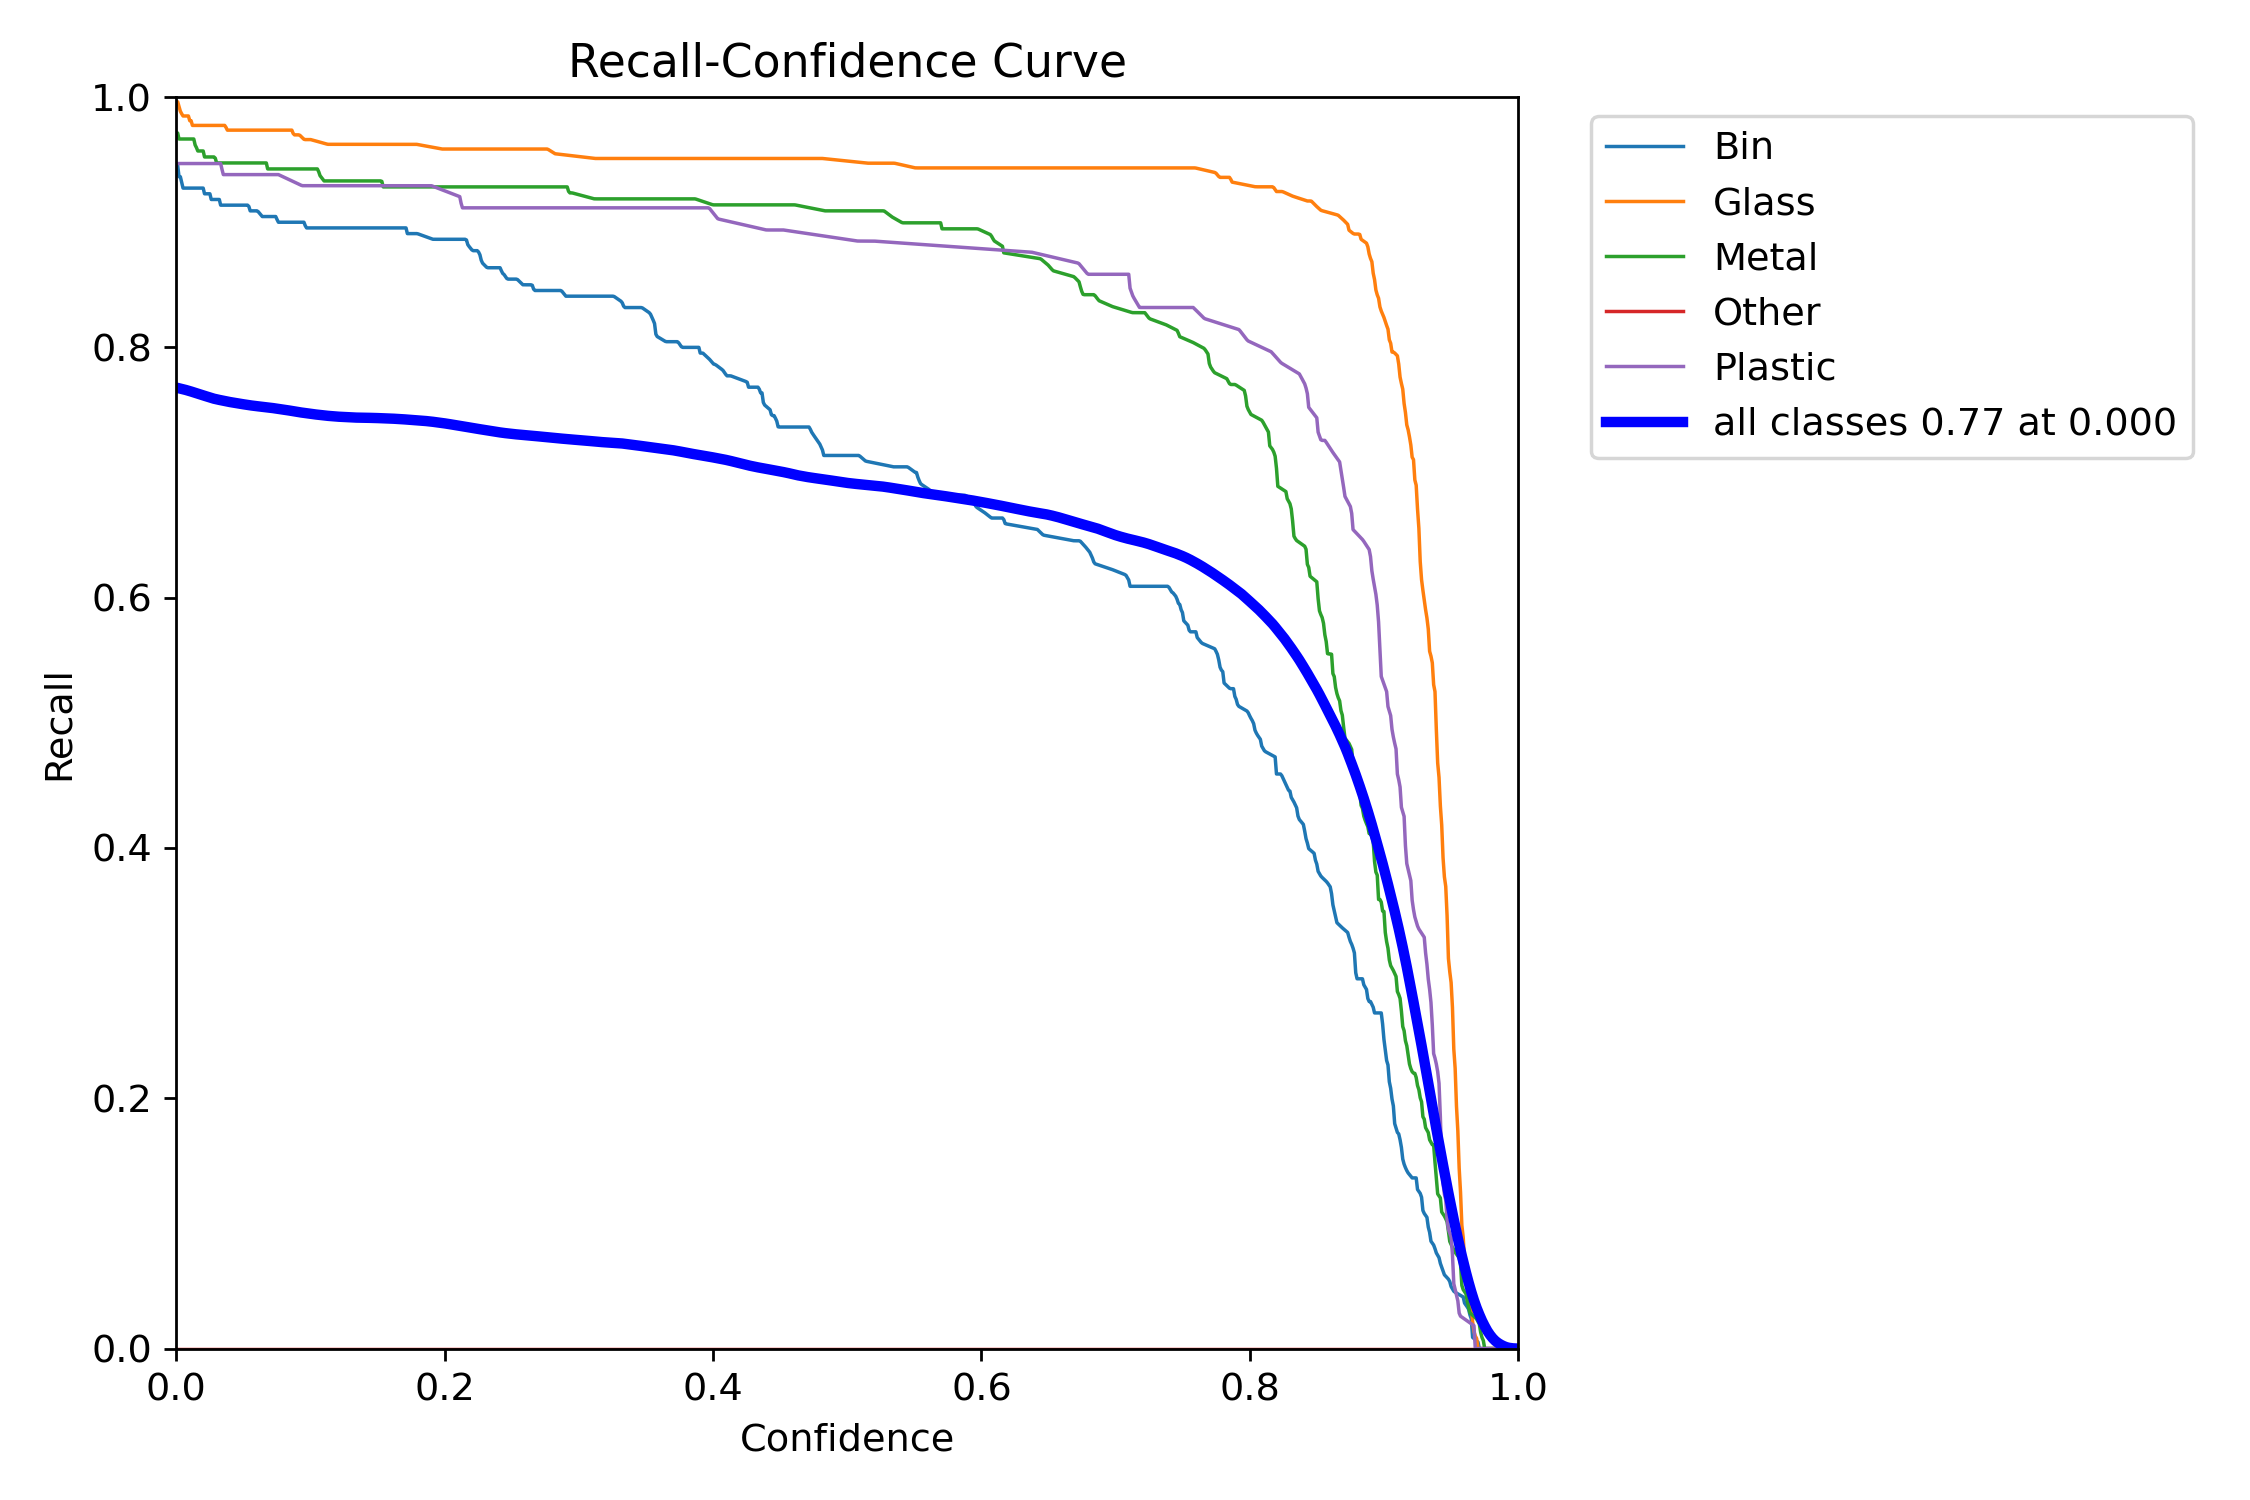 Recall-Confidence Curve
1.0
0.8
0.6
0.4
0.2
0.0
Recall
0.0 0.2 0.4 0.6 0.8 1.0
Confidence
Bin
Glass
Metal
Other
Plastic
all classes 0.77 at 0.000